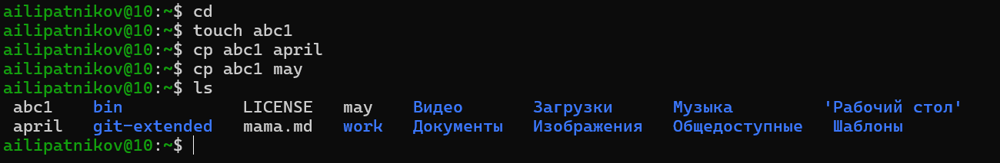 ailipatnikov@10:~$ cd
ailipatnikov@10:~$ touch abc1
ailipatnikov@10:~$ cp abc1 april
ailipatnikov@10:~$ cp abc1 may
ailipatnikov@10:~$ ls
abc1 bin LICENSE may Видео Загрузки Музыка 'Рабочий стол'
april git-extended mama.md work Документы Изображения Общедоступные Шаблоны
ailipatnikov@10:~$